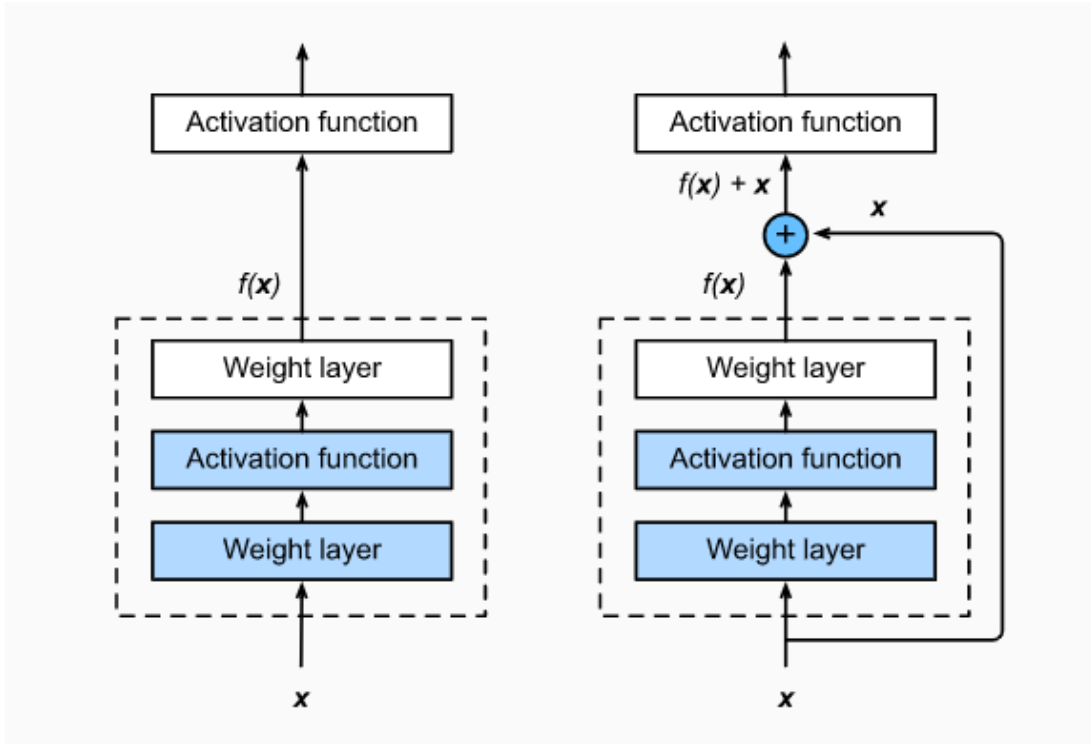 Activation function
f(x)
Weight layer
Activation function
Weight layer
x
Activation function
f(x) + x
x
+
f(x)
Weight layer
Activation function
Weight layer
x